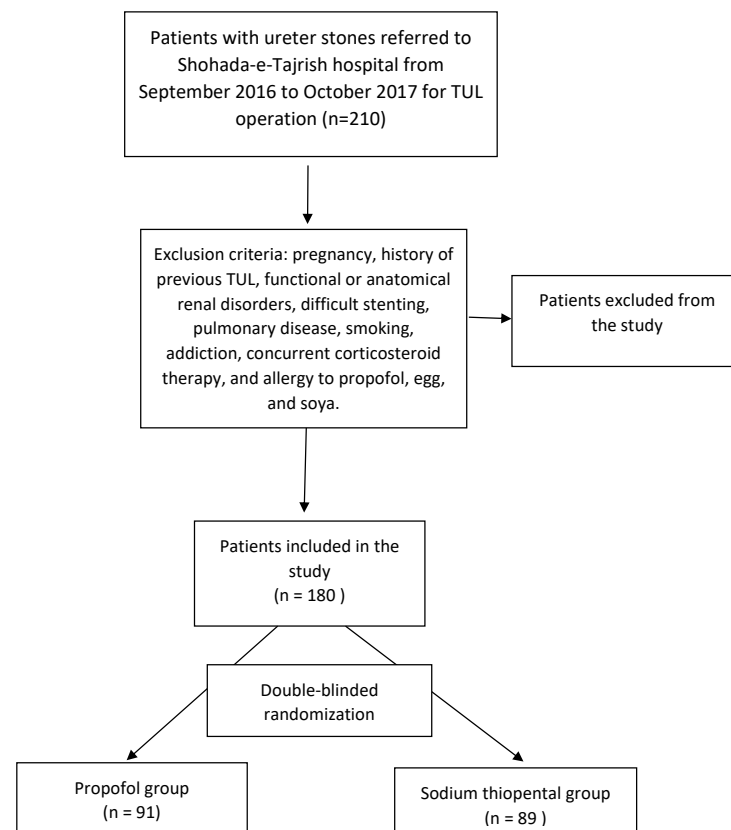 Patients with ureter stones referred to
Shohada-e-Tajrish hospital from
September 2016 to October 2017 for TUL
operation (n=210)
Exclusion criteria: pregnancy, history of
previous TUL, functional or anatomical
renal disorders, difficult stenting,
pulmonary disease, smoking,
addiction, concurrent corticosteroid
therapy, and allergy to propofol, egg,
and soya.
Patients excluded from
the study
Patients included in the
study
(n = 180 )
Double-blinded
randomization
Propofol group
(n = 91)
Sodium thiopental group
(n = 89 )